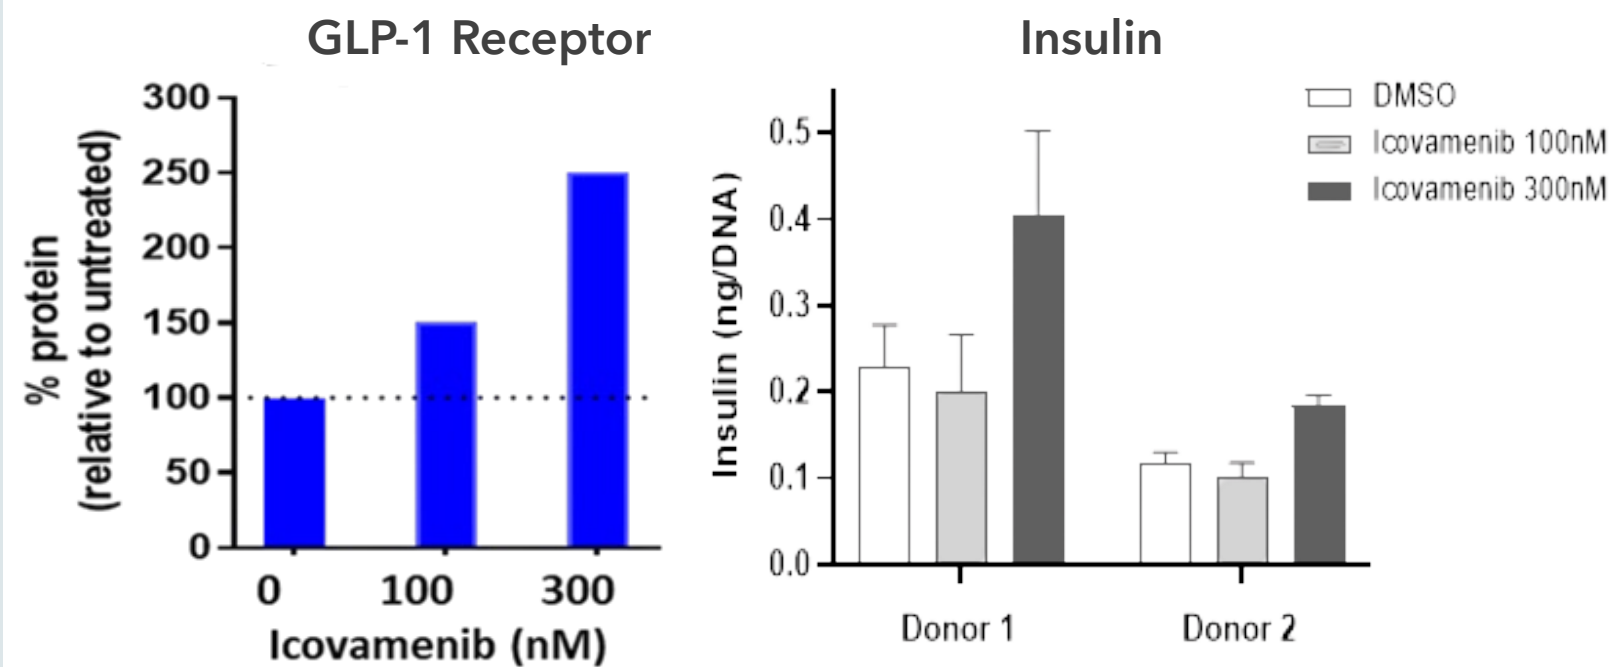 GLP-1 Receptor
% protein
(relative to untreated)
300
250
200
150
100
50
0
0 100 300
Icovamenib (nM)
Insulin
Insulin (ng/DNA)
0.5
0.4
0.3
0.2
0.1
0.0
Donor 1 Donor 2
DMSO
Icovamenib 100nM
Icovamenib 300nM